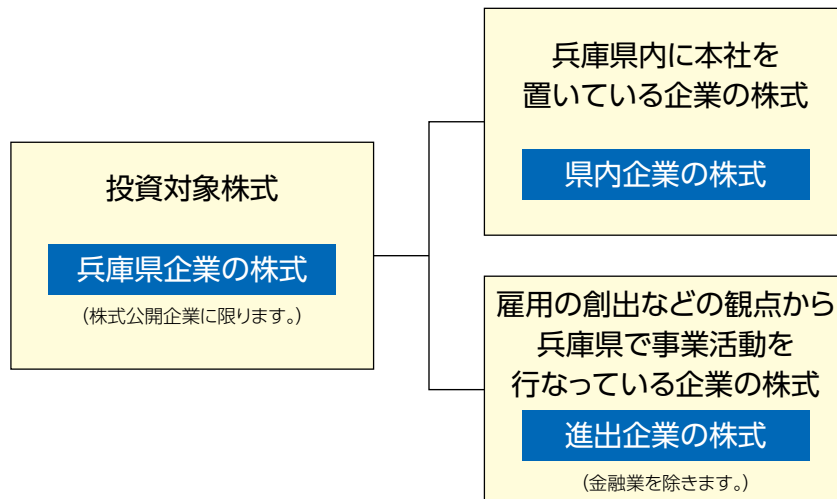 投資対象株式
兵庫県企業の株式
(株式公開企業に限ります。)
兵庫県内に本社を
置いている企業の株式
県内企業の株式
雇用の創出などの観点から
兵庫県で事業活動を
行なっている企業の株式
進出企業の株式
(金融業を除きます。)